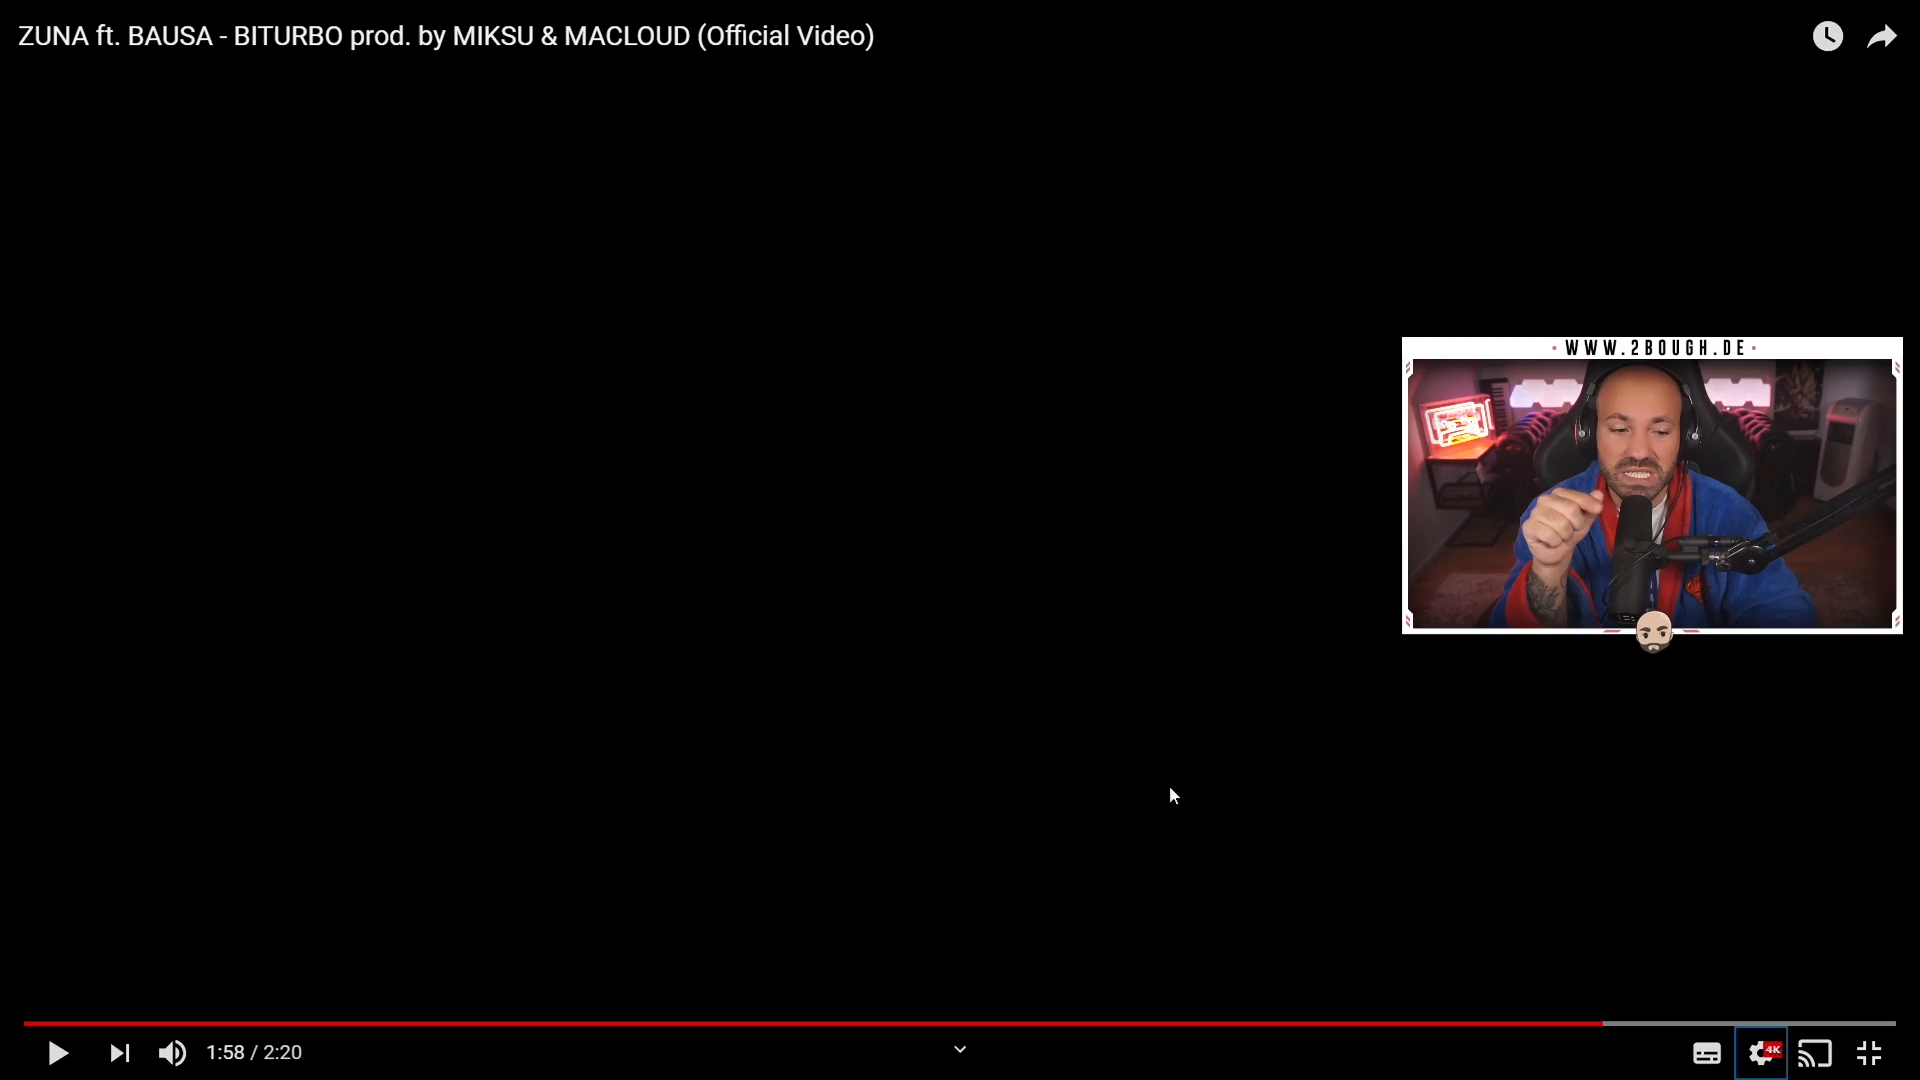 ZUNA ft. BAUSA - BITURBO prod. by MIKSU & MACLOUD (Official Video)
• WWW.2BOUGH.DE •
1:58 / 2:20
4K